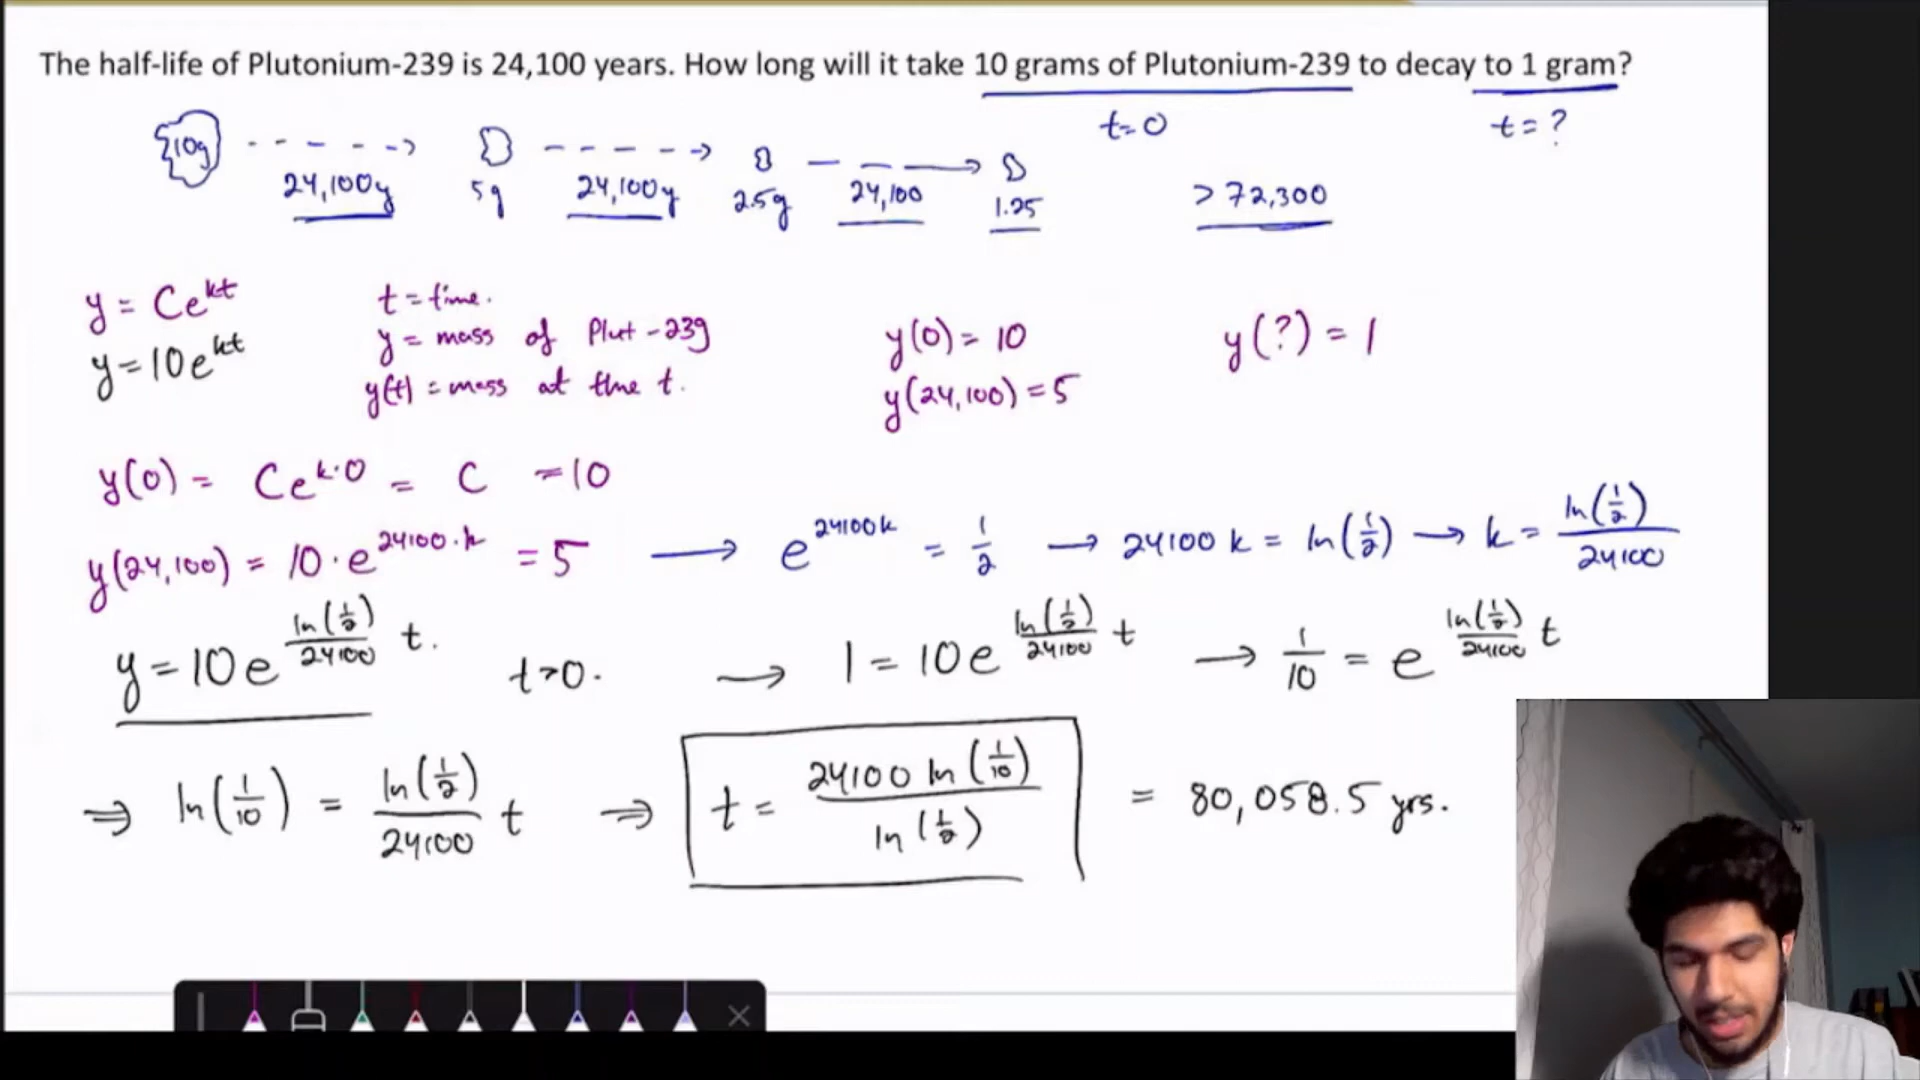 The half-life of Plutonium-239 is 24,100 years. How long will it take 10 grams of Plutonium-239 to decay to 1 gram?
t=0 t=?
10g 24,100y 5g 24,100y 2.5g 24,100 1.25 >72,300
y = Ce^{kt} t = time.
y=10e^{kt} y = mass of Plut-239 y(0)=10 y(?)=1
y(t) = mass at time t. y(24,100)=5
y(0) = Ce^{k·0} = C =10
y(24,100) = 10·e^{24100·k} =5 → e^{24100k} = 1/2 → 24100k = ln(1/2) → k = ln(1/2)/24100
y=10e^{ln(1/2)/24100 t}. t>0. → 1=10e^{ln(1/2)/24100 t} → 1/10 = e^{ln(1/2)/24100 t}
⇒ ln(1/10) = ln(1/2)/24100 t ⇒ t = 24100 ln(1/10)/ln(1/2) = 80,058.5 yrs.